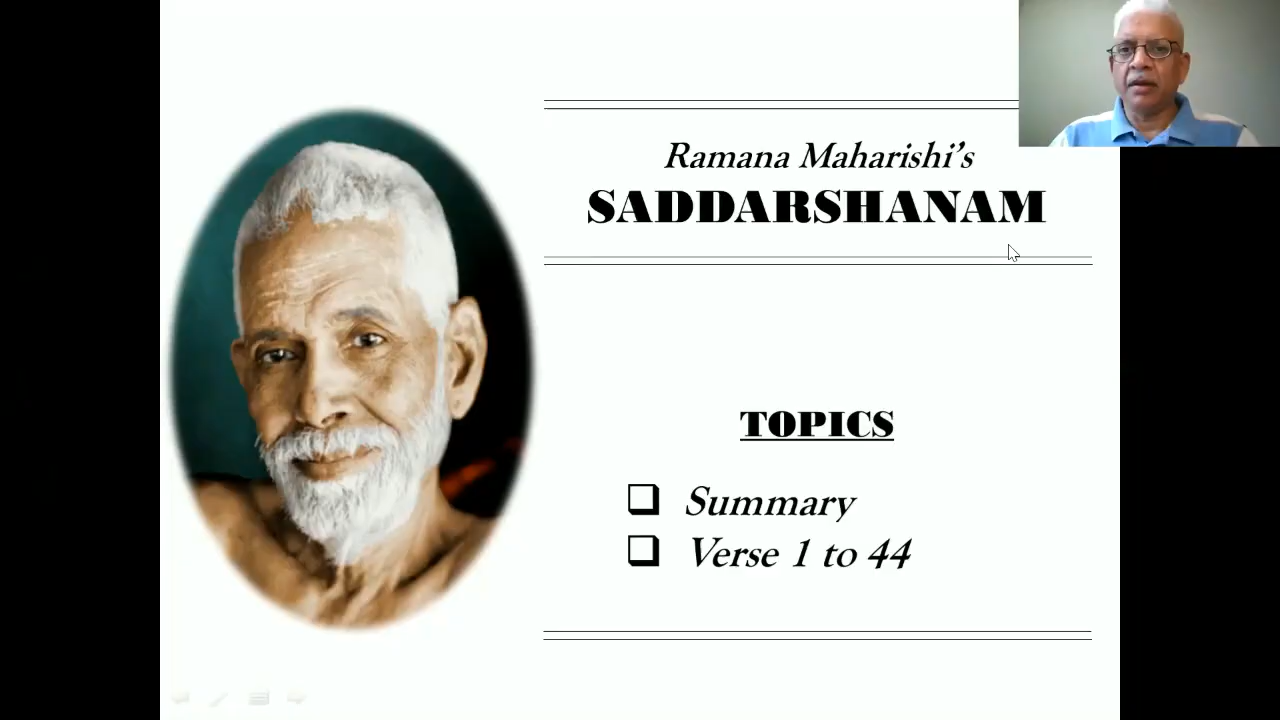 Ramana Maharishi's
SADDARSHANAM
TOPICS
Summary
Verse 1 to 44